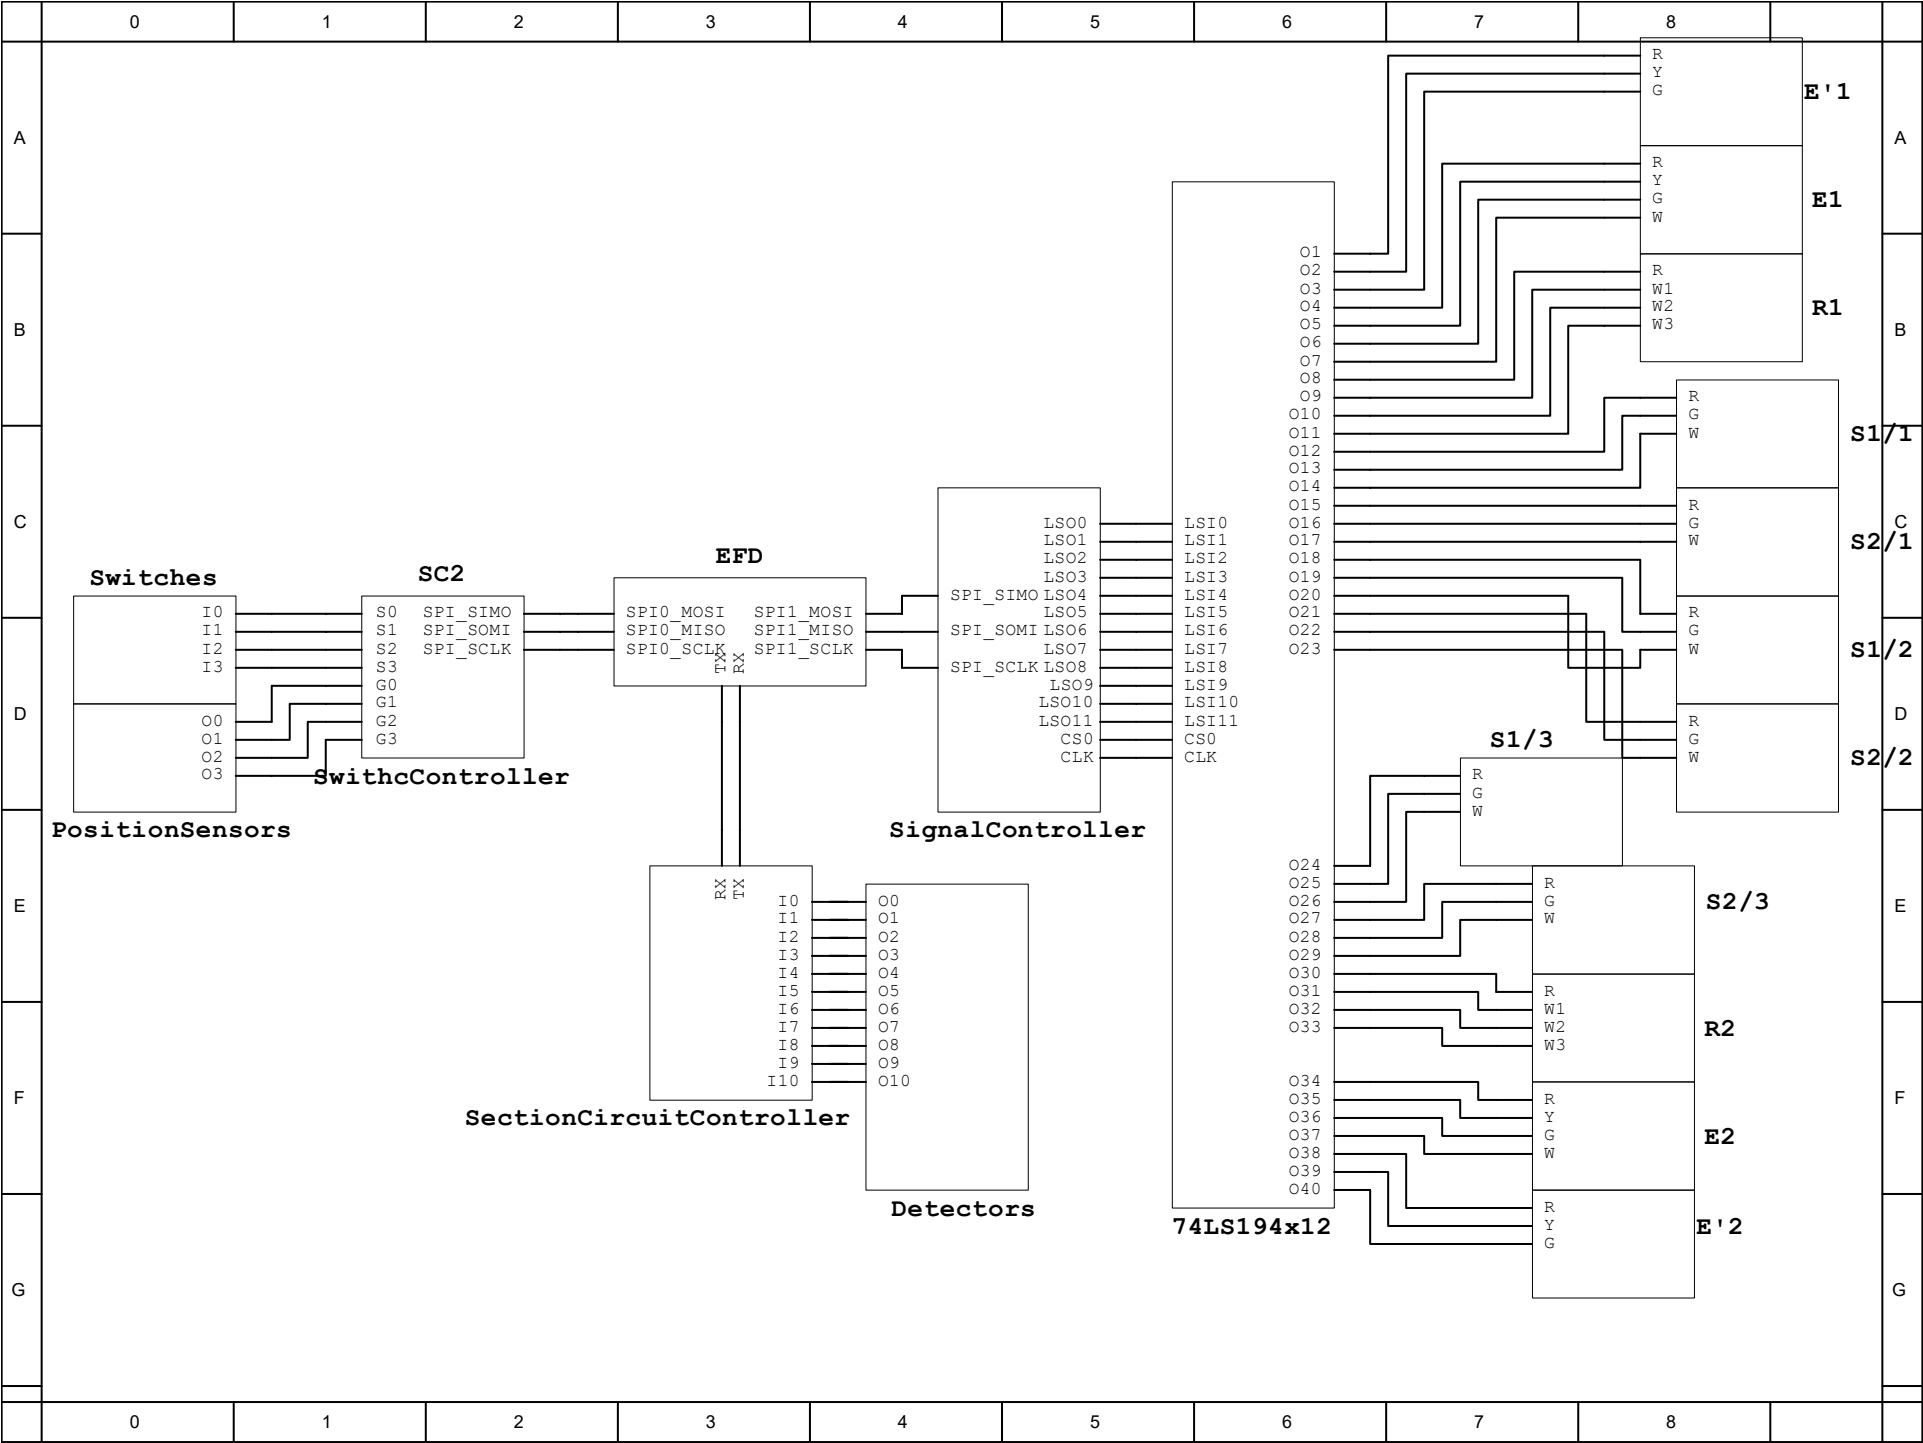 0 1 2 3 4 5 6 7 8
A
B
C
D
E
F
G
A
B
C
D
E
F
G
R
Y
G
E'1
R
Y
G
W
E1
R
W1
W2
W3
R1
R
G
W
S1/1
R
G
W
S2/1
R
G
W
S1/2
R
G
W
S2/2
S1/3
R
G
W
R
G
W
S2/3
R
W1
W2
W3
R2
R
Y
G
W
E2
R
Y
G
E'2
O1
O2
O3
O4
O5
O6
O7
O8
O9
O10
O11
O12
O13
O14
O15
O16
O17
O18
O19
O20
O21
O22
O23
O24
O25
O26
O27
O28
O29
O30
O31
O32
O33
O34
O35
O36
O37
O38
O39
O40
LSI0
LSI1
LSI2
LSI3
LSI4
LSI5
LSI6
LSI7
LSI8
LSI9
LSI10
LSI11
CS0
CLK
74LS194x12
LSO0
LSO1
LSO2
LSO3
SPI_SIMO LSO4
LSO5
SPI_SOMI LSO6
LSO7
SPI_SCLK LSO8
LSO9
LSO10
LSO11
CS0
CLK
SignalController
EFD
SPI0_MOSI SPI1_MOSI
SPI0_MISO SPI1_MISO
SPI0_SCLK SPI1_SCLK
TX
RX
SC2
S0 SPI_SIMO
S1 SPI_SOMI
S2 SPI_SCLK
S3
G0
G1
G2
G3
SwithcController
Switches
I0
I1
I2
I3
O0
O1
O2
O3
PositionSensors
RX
TX
I0
I1
I2
I3
I4
I5
I6
I7
I8
I9
I10
SectionCircuitController
O0
O1
O2
O3
O4
O5
O6
O7
O8
O9
O10
Detectors
0 1 2 3 4 5 6 7 8